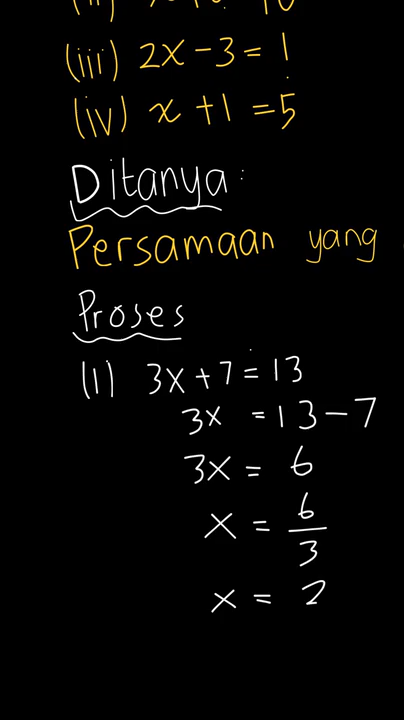 (iii) 2x - 3 = 1
(iv) x + 1 = 5
Ditanya:
Persamaan yang
Proses
(i) 3x + 7 = 13
3x = 13 - 7
3x = 6
x = 6/3
x = 2